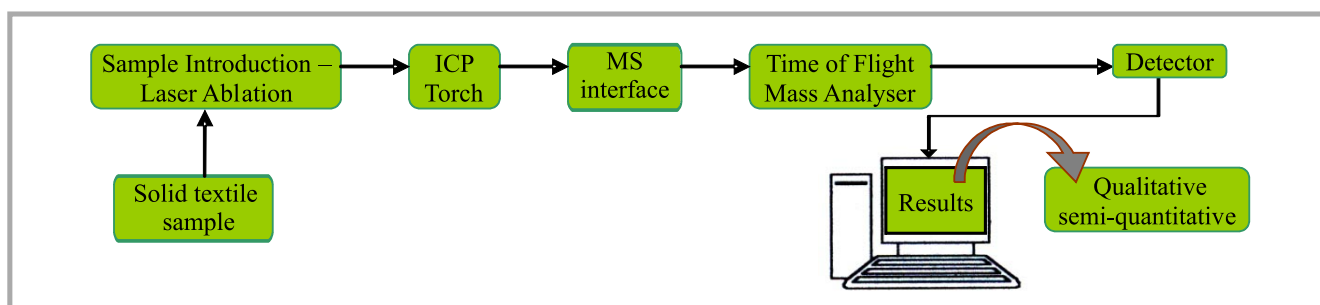 Sample Introduction –
Laser Ablation
ICP
Torch
MS
interface
Time of Flight
Mass Analyser
Detector
Solid textile
sample
Results
Qualitative
semi-quantitative